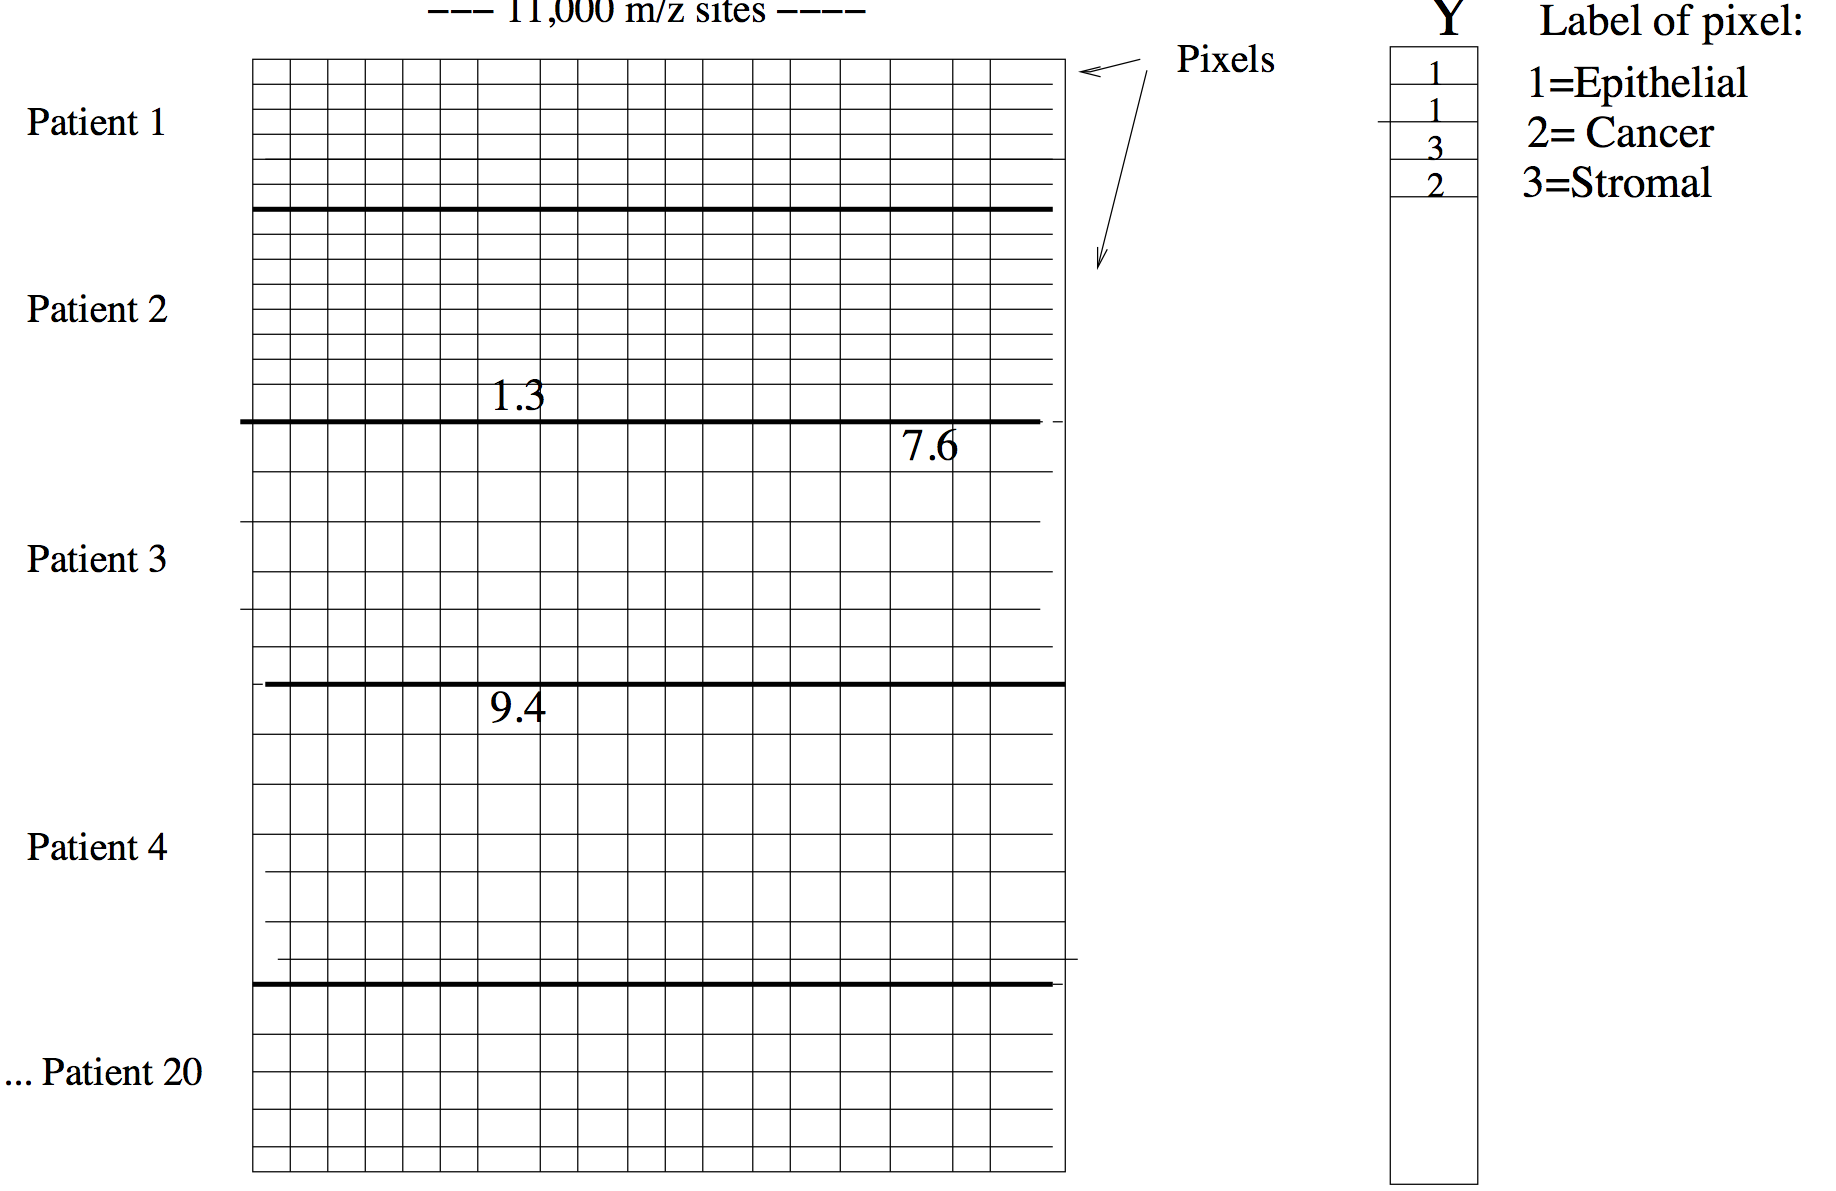 --- 11,000 m/z sites ----
Pixels
Patient 1
Patient 2
1.3
7.6
Patient 3
9.4
Patient 4
... Patient 20
Y
1
1
3
2
Label of pixel:
1=Epithelial
2= Cancer
3=Stromal